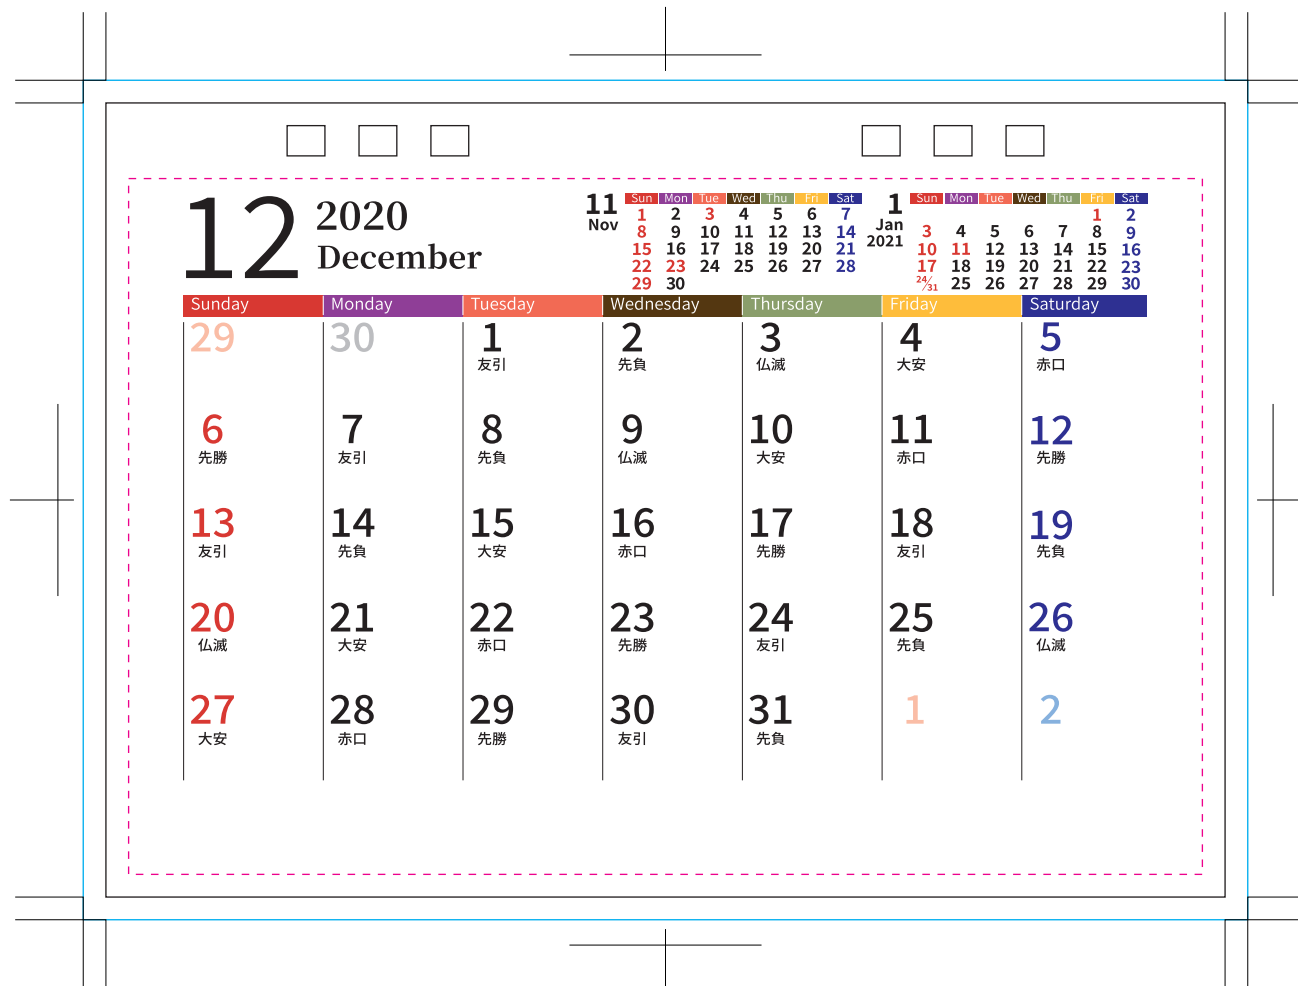 12
2020
December
11
Nov
Sun Mon Tue Wed Thu Fri Sat
1 2 3 4 5 6 7
8 9 10 11 12 13 14
15 16 17 18 19 20 21
22 23 24 25 26 27 28
29 30
1
Jan
2021
Sun Mon Tue Wed Thu Fri Sat
1 2
3 4 5 6 7 8 9
10 11 12 13 14 15 16
17 18 19 20 21 22 23
24/31 25 26 27 28 29 30
Sunday Monday Tuesday Wednesday Thursday Friday Saturday
29 30 1 2 3 4 5
友引 先負 仏滅 大安 赤口
6 7 8 9 10 11 12
先勝 友引 先負 仏滅 大安 赤口 先勝
13 14 15 16 17 18 19
友引 先負 大安 赤口 先勝 友引 先負
20 21 22 23 24 25 26
仏滅 大安 赤口 先勝 友引 先負 仏滅
27 28 29 30 31 1 2
大安 赤口 先勝 友引 先負